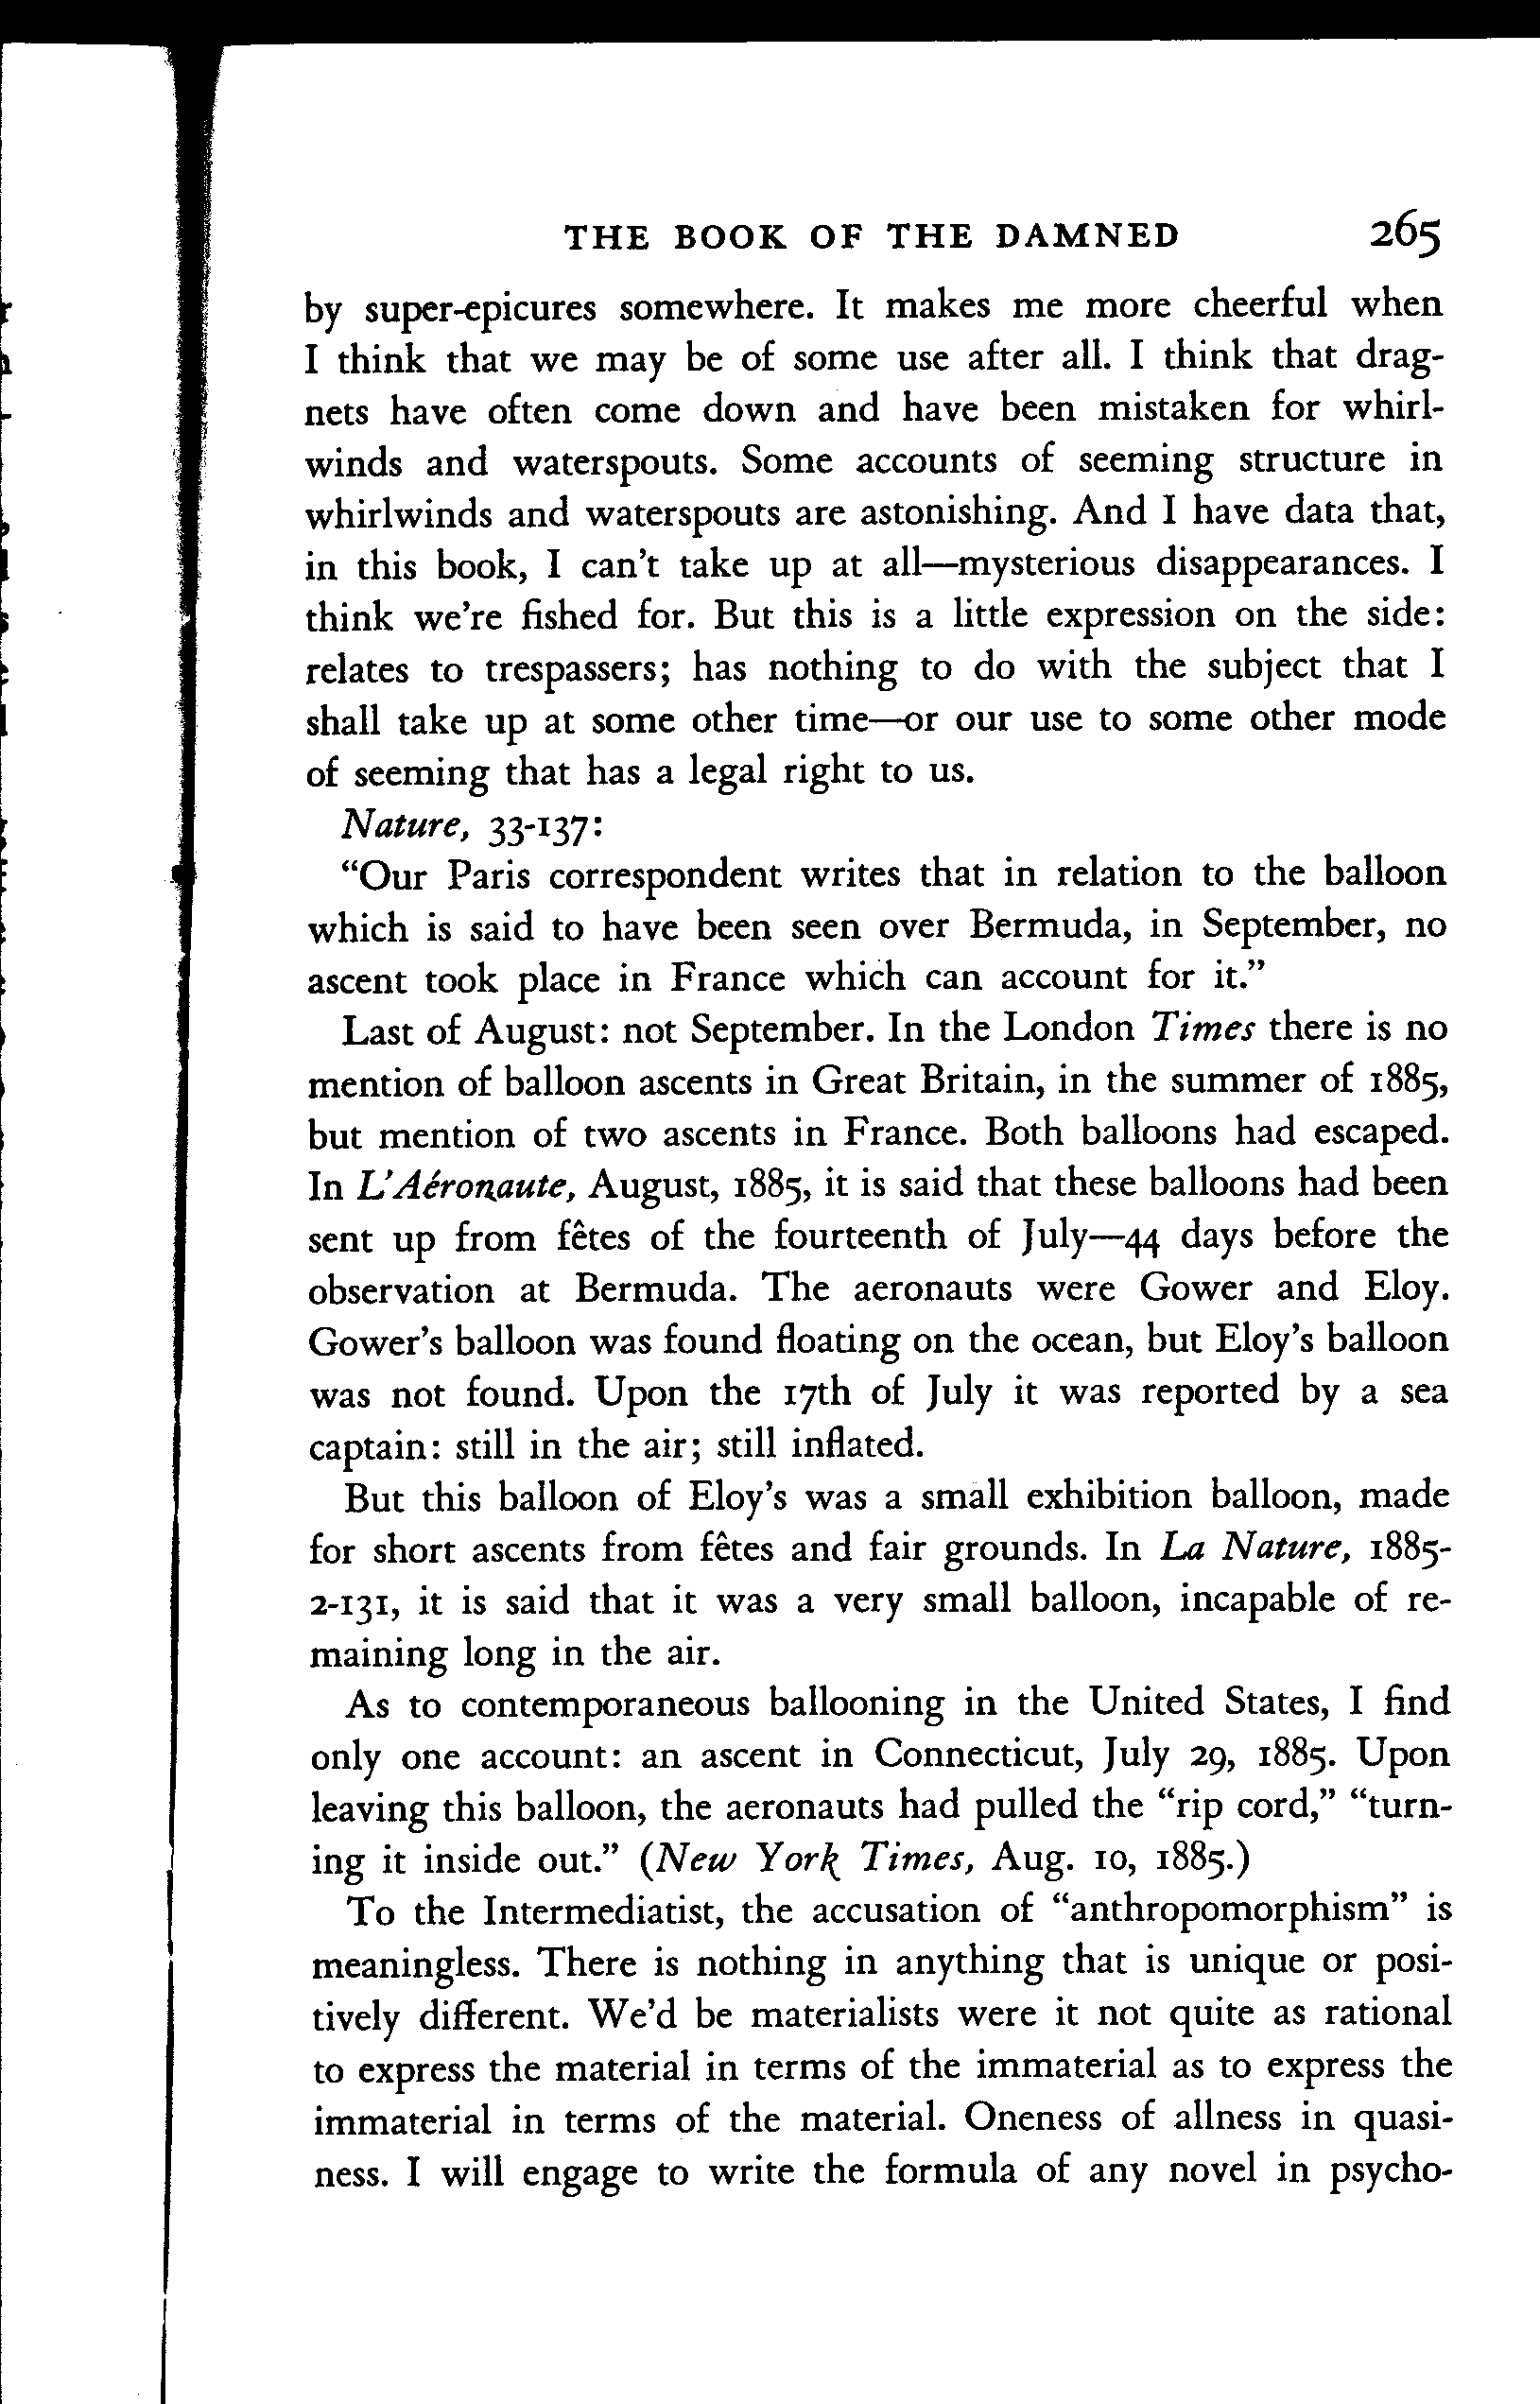 THE BOOK OF THE DAMNED 265
by super-epicures somewhere. It makes me more cheerful when
I think that we may be of some use after all. I think that drag-
nets have often come down and have been mistaken for whirl-
winds and waterspouts. Some accounts of seeming structure in
whirlwinds and waterspouts are astonishing. And I have data that,
in this book, I can't take up at all—mysterious disappearances. I
think we're fished for. But this is a little expression on the side:
relates to trespassers; has nothing to do with the subject that I
shall take up at some other time—or our use to some other mode
of seeming that has a legal right to us.
Nature, 33-137:
“Our Paris correspondent writes that in relation to the balloon
which is said to have been seen over Bermuda, in September, no
ascent took place in France which can account for it.”
Last of August: not September. In the London Times there is no
mention of balloon ascents in Great Britain, in the summer of 1885,
but mention of two ascents in France. Both balloons had escaped.
In L'Aéronaute, August, 1885, it is said that these balloons had been
sent up from fêtes of the fourteenth of July—44 days before the
observation at Bermuda. The aeronauts were Gower and Eloy.
Gower's balloon was found floating on the ocean, but Eloy's balloon
was not found. Upon the 17th of July it was reported by a sea
captain: still in the air; still inflated.
But this balloon of Eloy's was a small exhibition balloon, made
for short ascents from fêtes and fair grounds. In La Nature, 1885-
2-131, it is said that it was a very small balloon, incapable of re-
maining long in the air.
As to contemporaneous ballooning in the United States, I find
only one account: an ascent in Connecticut, July 29, 1885. Upon
leaving this balloon, the aeronauts had pulled the “rip cord,” “turn-
ing it inside out.” (New York Times, Aug. 10, 1885.)
To the Intermediatist, the accusation of “anthropomorphism” is
meaningless. There is nothing in anything that is unique or posi-
tively different. We'd be materialists were it not quite as rational
to express the material in terms of the immaterial as to express the
immaterial in terms of the material. Oneness of allness in quasi-
ness. I will engage to write the formula of any novel in psycho-